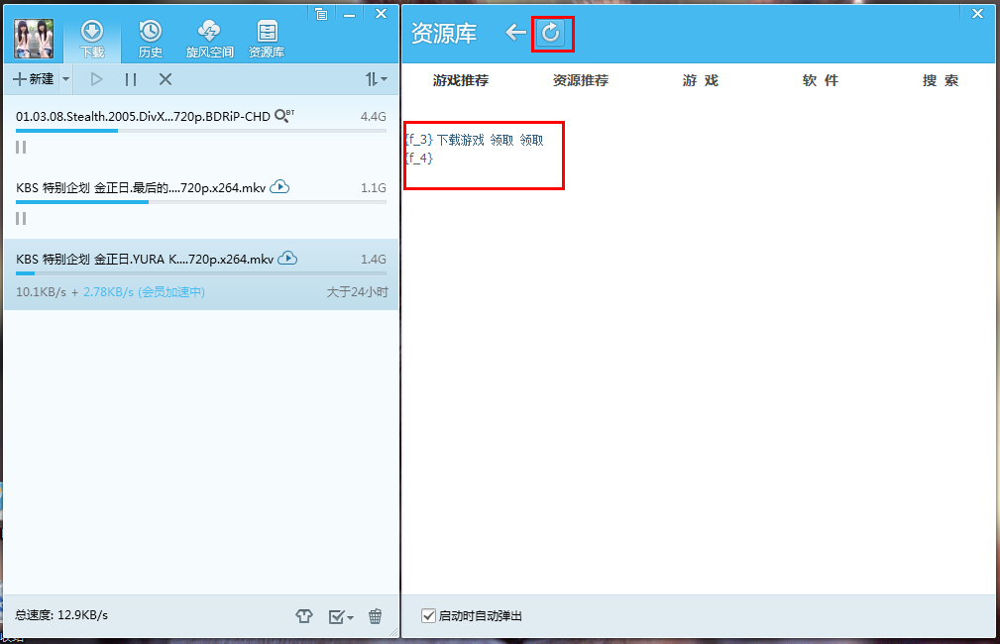 下载
历史
旋风空间
资源库
新建
01.03.08.Stealth.2005.DivX...720p.BDRiP-CHD
BT
4.4G
KBS 特别企划 金正日.最后的....720p.x264.mkv
1.1G
KBS 特别企划 金正日.YURA K....720p.x264.mkv
1.4G
10.1KB/s + 2.78KB/s (会员加速中)
大于24小时
总速度: 12.9KB/s
资源库
游戏推荐
资源推荐
游 戏
软 件
搜 索
{f_3} 下载游戏 领取 领取
{f_4}
启动时自动弹出